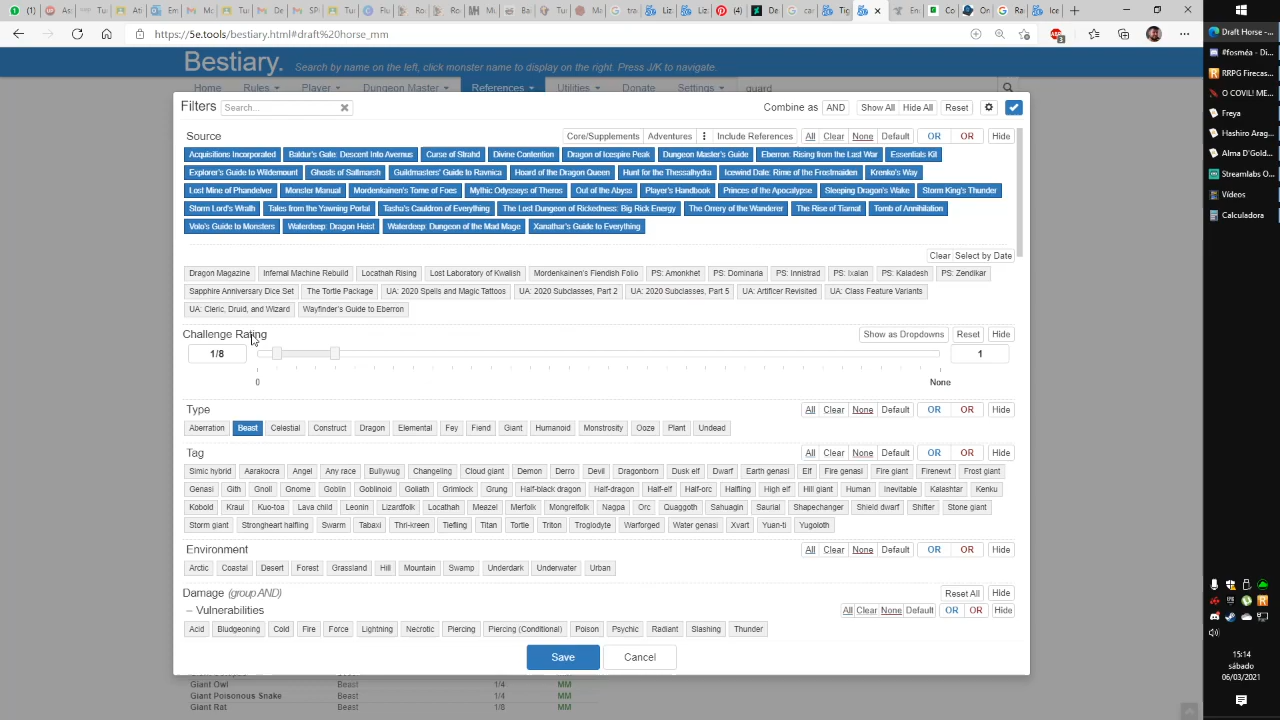 5e.tools/bestiary.html#draft%20horse_mm
Bestiary. Search by name on the left, click monster name to display on the right. Press J/K to navigate.
Home Rules Player Dungeon Master References Utilities Donate Settings guard
Filters Search... Combine as AND Show All Hide All Reset
Source Core/Supplements Adventures Include References All Clear None Default OR OR Hide
Acquisitions Incorporated Baldur's Gate: Descent Into Avernus Curse of Strahd Divine Contention Dragon of Icespire Peak Dungeon Master's Guide Eberron: Rising from the Last War Essentials Kit
Explorer's Guide to Wildemount Ghosts of Saltmarsh Guildmasters' Guide to Ravnica Hoard of the Dragon Queen Hunt for the Thessalhydra Icewind Dale: Rime of the Frostmaiden Krenko's Way
Lost Mine of Phandelver Monster Manual Mordenkainen's Tome of Foes Mythic Odysseys of Theros Out of the Abyss Player's Handbook Princes of the Apocalypse Sleeping Dragon's Wake Storm King's Thunder
Storm Lord's Wrath Tales from the Yawning Portal Tasha's Cauldron of Everything The Lost Dungeon of Rickedness: Big Rick Energy The Orrery of the Wanderer The Rise of Tiamat Tomb of Annihilation
Volo's Guide to Monsters Waterdeep: Dragon Heist Waterdeep: Dungeon of the Mad Mage Xanathar's Guide to Everything
Clear Select by Date
Dragon Magazine Infernal Machine Rebuild Locathah Rising Lost Laboratory of Kwalish Mordenkainen's Fiendish Folio PS: Amonkhet PS: Dominaria PS: Innistrad PS: Ixalan PS: Kaladesh PS: Zendikar
Sapphire Anniversary Dice Set The Tortle Package UA: 2020 Spells and Magic Tattoos UA: 2020 Subclasses, Part 2 UA: 2020 Subclasses, Part 5 UA: Artificer Revisited UA: Class Feature Variants
UA: Cleric, Druid, and Wizard Wayfinder's Guide to Eberron
Challenge Rating Show as Dropdowns Reset Hide
1/8 1
0 None
Type All Clear None Default OR OR Hide
Aberration Beast Celestial Construct Dragon Elemental Fey Fiend Giant Humanoid Monstrosity Ooze Plant Undead
Tag All Clear None Default OR OR Hide
Simic hybrid Aarakocra Angel Any race Bullywug Changeling Cloud giant Demon Derro Devil Dragonborn Dusk elf Dwarf Earth genasi Elf Fire genasi Fire giant Firenewt Frost giant
Genasi Gith Gnoll Gnome Goblin Goblinoid Goliath Grimlock Grung Half-black dragon Half-dragon Half-elf Half-orc Halfling High elf Hill giant Human Inevitable Kalashtar Kenku
Kobold Kraul Kuo-toa Lava child Leonin Lizardfolk Locathah Meazel Merfolk Mongrelfolk Nagpa Orc Quaggoth Sahuagin Saurial Shapechanger Shield dwarf Shifter Stone giant
Storm giant Strongheart halfling Swarm Tabaxi Thri-kreen Tiefling Titan Tortle Triton Troglodyte Warforged Water genasi Xvart Yuan-ti Yugoloth
Environment All Clear None Default OR OR Hide
Arctic Coastal Desert Forest Grassland Hill Mountain Swamp Underdark Underwater Urban
Damage (group AND) Reset All Hide
– Vulnerabilities All Clear None Default OR OR Hide
Acid Bludgeoning Cold Fire Force Lightning Necrotic Piercing Piercing (Conditional) Poison Psychic Radiant Slashing Thunder
Save Cancel
Giant Owl Beast 1/4 MM
Giant Poisonous Snake Beast 1/4 MM
Giant Rat Beast 1/8 MM
Draft Horse -...
#fosméa - Di...
RRPG Firecas...
O COVIL! ME...
Freya
Hashiro Arag...
Alma D'Gold...
Streamlabs O...
Vídeos
Calculadora
15:14
sábado
06/03/2021